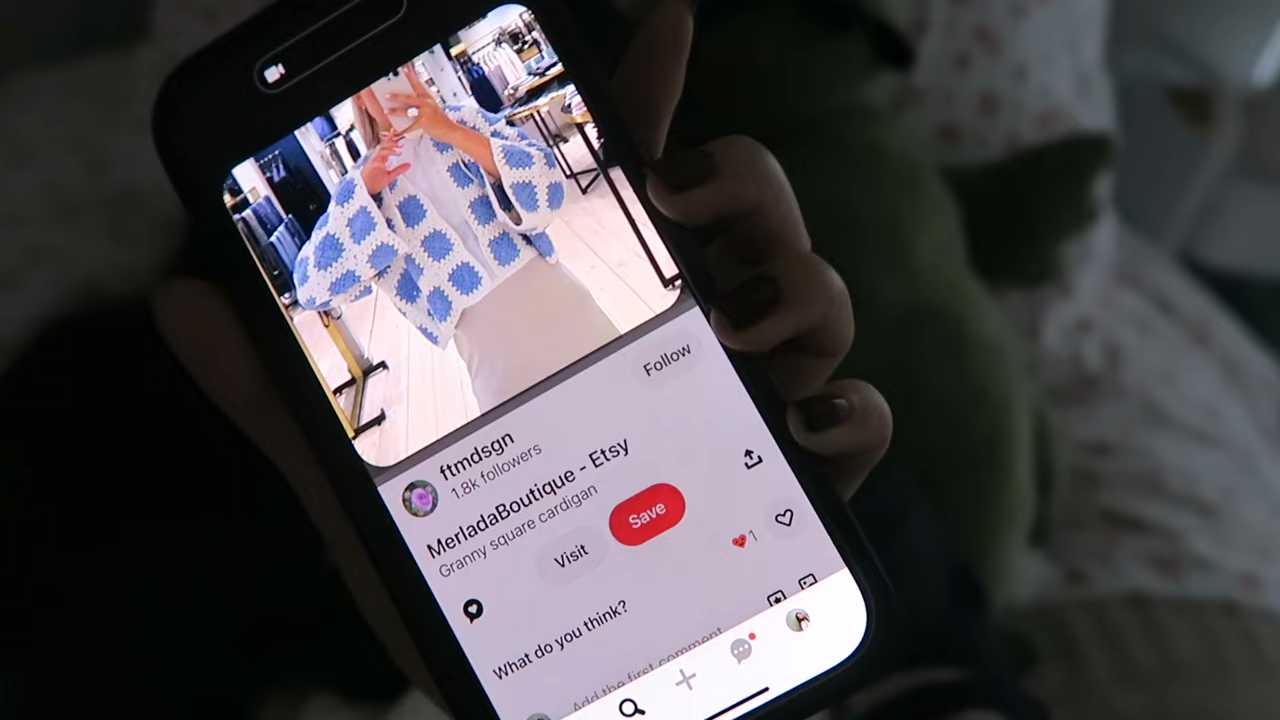 Follow
ftmdsgn
1.8k followers
MerladaBoutique - Etsy
Granny square cardigan
Visit
Save
1
What do you think?
Add the first comment